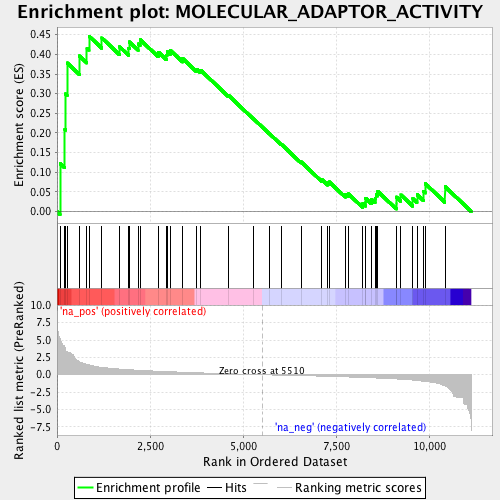 Enrichment plot: MOLECULAR_ADAPTOR_ACTIVITY
Enrichment score (ES)
0.45
0.40
0.35
0.30
0.25
0.20
0.15
0.10
0.05
0.00
'na_pos' (positively correlated)
Ranked list metric (PreRanked)
10.0
7.5
5.0
2.5
0.0
-2.5
-5.0
-7.5
Zero cross at 5510
'na_neg' (negatively correlated)
0 2,500 5,000 7,500 10,000
Rank in Ordered Dataset
Enrichment profile Hits Ranking metric scores